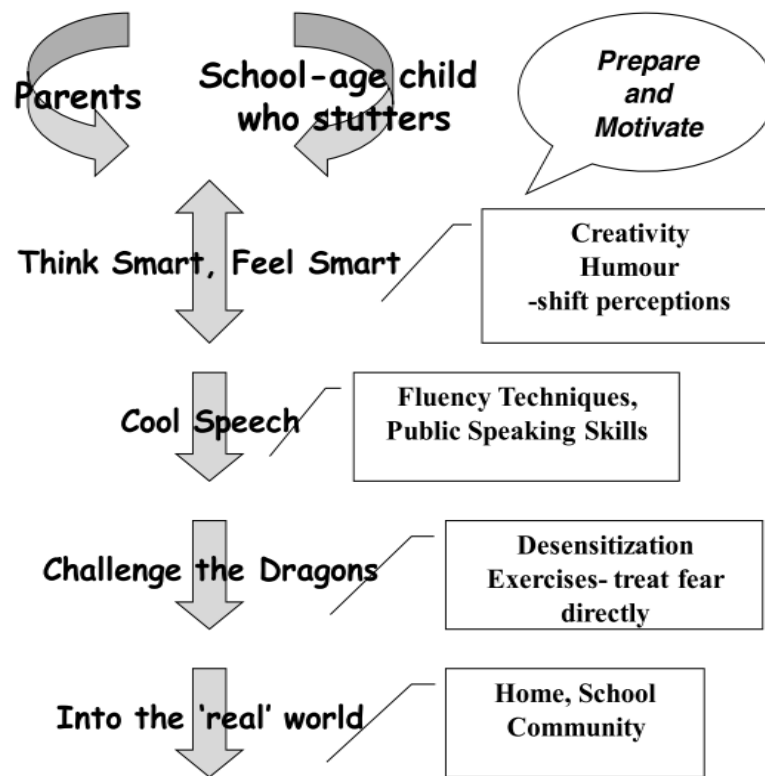 Parents
School-age child
who stutters
Prepare
and
Motivate
Think Smart, Feel Smart
Creativity
Humour
-shift perceptions
Cool Speech
Fluency Techniques,
Public Speaking Skills
Challenge the Dragons
Desensitization
Exercises- treat fear
directly
Into the ‘real’ world
Home, School
Community